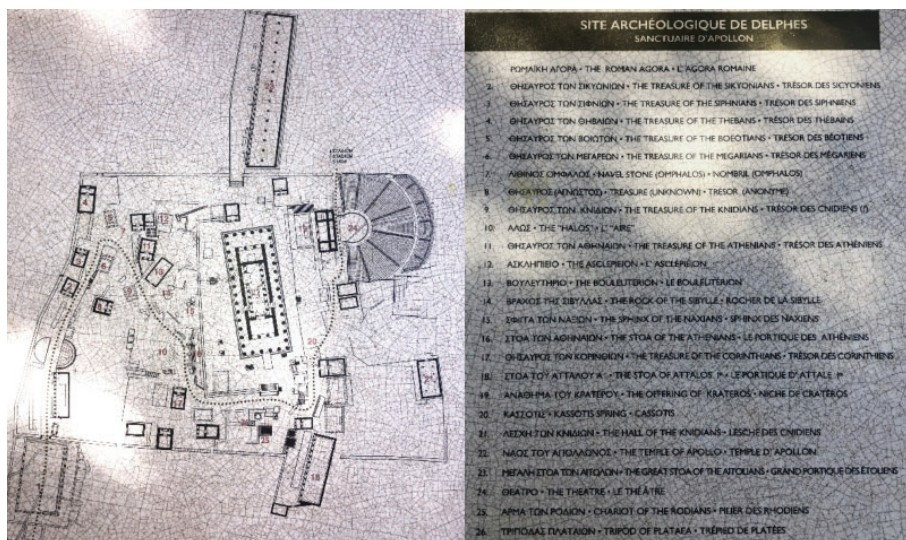 SITE ARCHÉOLOGIQUE DE DELPHES
SANCTUAIRE D'APOLLON
1. ΡΩΜΑΪΚΗ ΑΓΟΡΑ • THE ROMAN AGORA • L' AGORA ROMAINE
2. ΘΗΣΑΥΡΟΣ ΤΩΝ ΣΙΚΥΩΝΙΩΝ • THE TREASURE OF THE SIKYONIANS • TRÉSOR DES SICYONIENS
3. ΘΗΣΑΥΡΟΣ ΤΩΝ ΣΙΦΝΙΩΝ • THE TREASURE OF THE SIPHNIANS • TRÉSOR DES SIPHNIENS
4. ΘΗΣΑΥΡΟΣ ΤΩΝ ΘΗΒΑΙΩΝ • THE TREASURE OF THE THEBANS • TRÉSOR DES THÉBAINS
5. ΘΗΣΑΥΡΟΣ ΤΩΝ ΒΟΙΩΤΩΝ • THE TREASURE OF THE BOEOTIANS • TRÉSOR DES BÉOTIENS
6. ΘΗΣΑΥΡΟΣ ΤΩΝ ΜΕΓΑΡΕΩΝ • THE TREASURE OF THE MEGARIANS • TRÉSOR DES MÉGARIENS
7. ΛΙΘΙΝΟΣ ΟΜΦΑΛΟΣ • NAVEL STONE (OMPHALOS) • NOMBRIL (OMPHALOS)
8. ΘΗΣΑΥΡΟΣ (ΑΓΝΩΣΤΟΣ) • TREASURE (UNKNOWN) • TRÉSOR (ANONYME)
9. ΘΗΣΑΥΡΟΣ ΤΩΝ ΚΝΙΔΙΩΝ • THE TREASURE OF THE KNIDIANS • TRÉSOR DES CNIDIENS (?)
10. ΑΛΩΣ • THE "HALOS" • L' "AIRE"
11. ΘΗΣΑΥΡΟΣ ΤΩΝ ΑΘΗΝΑΙΩΝ • THE TREASURE OF THE ATHENIANS • TRÉSOR DES ATHÉNIENS
12. ΑΣΚΛΗΠΙΕΙΟ • THE ASCLEPIEION • L' ASCLÉPIÉION
13. ΒΟΥΛΕΥΤΗΡΙΟ • THE BOULEUTERION • LE BOULEUTÉRION
14. ΒΡΑΧΟΣ ΤΗΣ ΣΙΒΥΛΛΑΣ • THE ROCK OF THE SIBYLLE • ROCHER DE LA SIBYLLE
15. ΣΦΙΓΓΑ ΤΩΝ ΝΑΞΙΩΝ • THE SPHINX OF THE NAXIANS • SPHINX DES NAXIENS
16. ΣΤΟΑ ΤΩΝ ΑΘΗΝΑΙΩΝ • THE STOA OF THE ATHENIANS • LE PORTIQUE DES ATHÉNIENS
17. ΘΗΣΑΥΡΟΣ ΤΩΝ ΚΟΡΙΝΘΙΩΝ • THE TREASURE OF THE CORINTHIANS • TRÉSOR DES CORINTHIENS
18. ΣΤΟΑ ΤΟΥ ΑΤΤΑΛΟΥ Α' • THE STOA OF ATTALOS • LE PORTIQUE D' ATTALE
19. ΑΝΑΘΗΜΑ ΤΟΥ ΚΡΑΤΕΡΟΥ • THE OFFERING OF KRATEROS • NICHE DE CRATÉROS
20. ΚΑΣΣΟΤΙΣ • KASSOTIS SPRING • CASSOTIS
21. ΛΕΣΧΗ ΤΩΝ ΚΝΙΔΙΩΝ • THE HALL OF THE KNIDIANS • LESCHE DES CNIDIENS
22. ΝΑΟΣ ΤΟΥ ΑΠΟΛΛΩΝΟΣ • THE TEMPLE OF APOLLO • TEMPLE D' APOLLON
23. ΜΕΓΑΛΗ ΣΤΟΑ ΤΩΝ ΑΙΤΩΛΩΝ • THE GREAT STOA OF THE AITOLIANS • GRAND PORTIQUE DES ÉTOLIENS
24. ΘΕΑΤΡΟ • THE THEATRE • LE THÉÂTRE
25. ΑΡΜΑ ΤΩΝ ΡΟΔΙΩΝ • CHARIOT OF THE RODIANS • PILIER DES RHODIENS
26. ΤΡΙΠΟΔΑΣ ΠΛΑΤΑΙΩΝ • TRIPOD OF PLATAEA • TRÉPIED DE PLATÉES